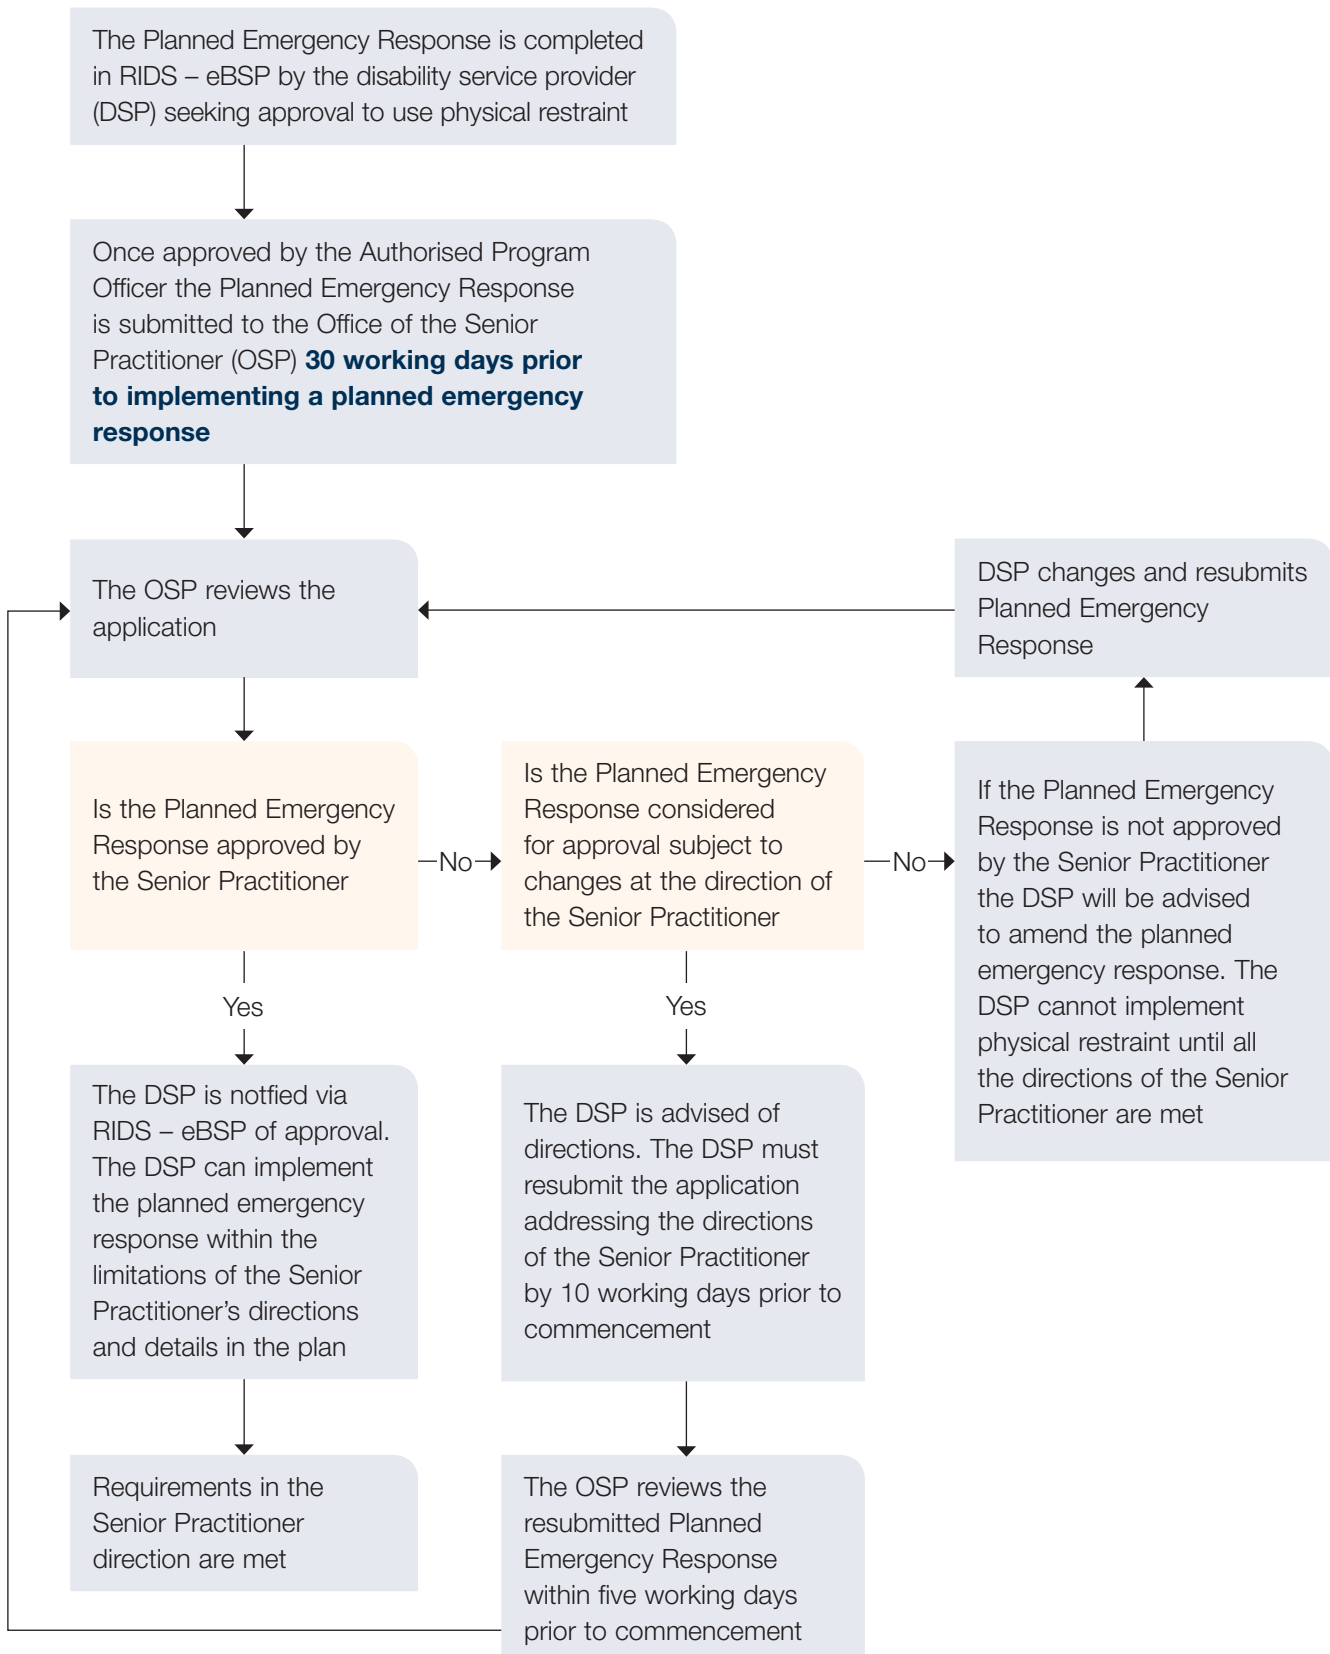 The Planned Emergency Response is completed
in RIDS – eBSP by the disability service provider
(DSP) seeking approval to use physical restraint
Once approved by the Authorised Program
Officer the Planned Emergency Response
is submitted to the Office of the Senior
Practitioner (OSP) 30 working days prior
to implementing a planned emergency
response
The OSP reviews the
application
DSP changes and resubmits
Planned Emergency
Response
Is the Planned Emergency
Response approved by
the Senior Practitioner
No
Is the Planned Emergency
Response considered
for approval subject to
changes at the direction of
the Senior Practitioner
No
If the Planned Emergency
Response is not approved
by the Senior Practitioner
the DSP will be advised
to amend the planned
emergency response. The
DSP cannot implement
physical restraint until all
the directions of the Senior
Practitioner are met
Yes
Yes
The DSP is notfied via
RIDS – eBSP of approval.
The DSP can implement
the planned emergency
response within the
limitations of the Senior
Practitioner’s directions
and details in the plan
The DSP is advised of
directions. The DSP must
resubmit the application
addressing the directions
of the Senior Practitioner
by 10 working days prior to
commencement
Requirements in the
Senior Practitioner
direction are met
The OSP reviews the
resubmitted Planned
Emergency Response
within five working days
prior to commencement